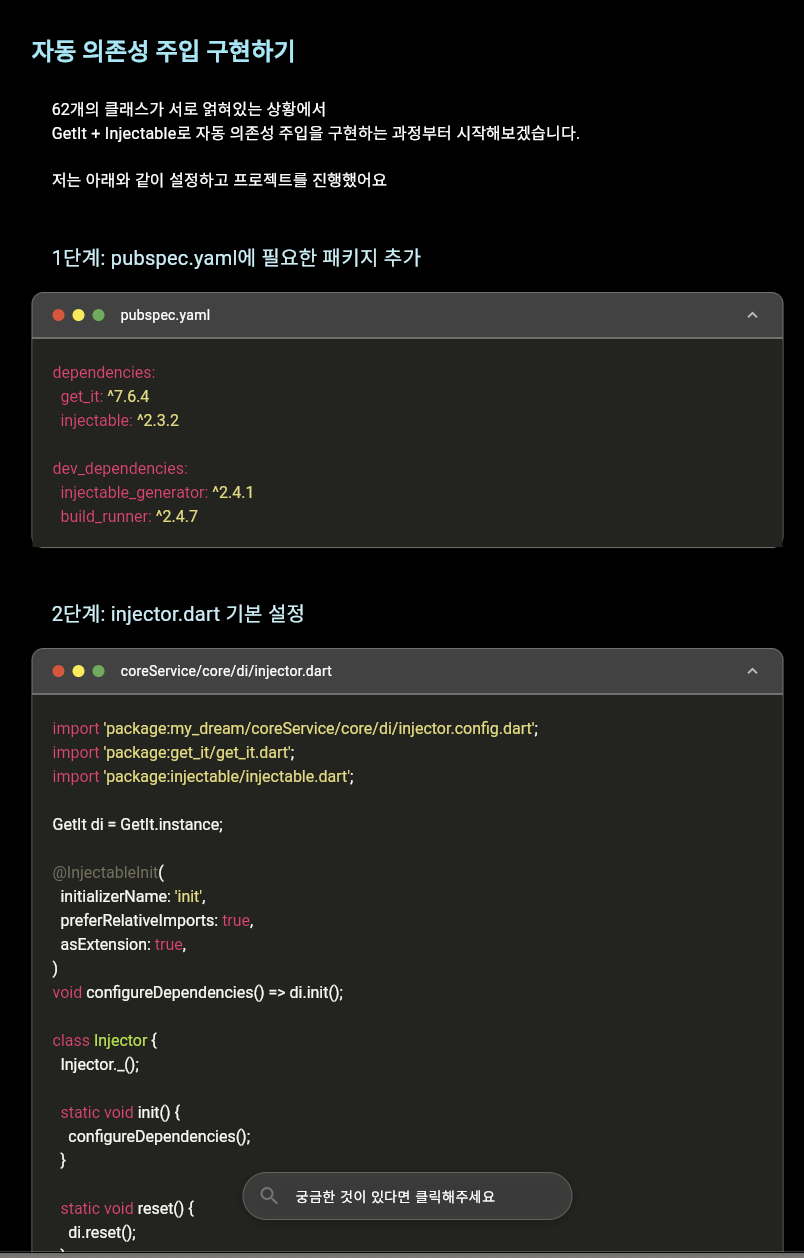 자동 의존성 주입 구현하기
62개의 클래스가 서로 얽혀있는 상황에서
GetIt + Injectable로 자동 의존성 주입을 구현하는 과정부터 시작해보겠습니다.
저는 아래와 같이 설정하고 프로젝트를 진행했어요
1단계: pubspec.yaml에 필요한 패키지 추가
pubspec.yaml
dependencies:
  get_it: ^7.6.4
  injectable: ^2.3.2
dev_dependencies:
  injectable_generator: ^2.4.1
  build_runner: ^2.4.7
2단계: injector.dart 기본 설정
coreService/core/di/injector.dart
import 'package:my_dream/coreService/core/di/injector.config.dart';
import 'package:get_it/get_it.dart';
import 'package:injectable/injectable.dart';
GetIt di = GetIt.instance;
@InjectableInit(
  initializerName: 'init',
  preferRelativeImports: true,
  asExtension: true,
)
void configureDependencies() => di.init();
class Injector {
  Injector._();
  static void init() {
    configureDependencies();
  }
  static void reset() {
    di.reset();
궁금한 것이 있다면 클릭해주세요